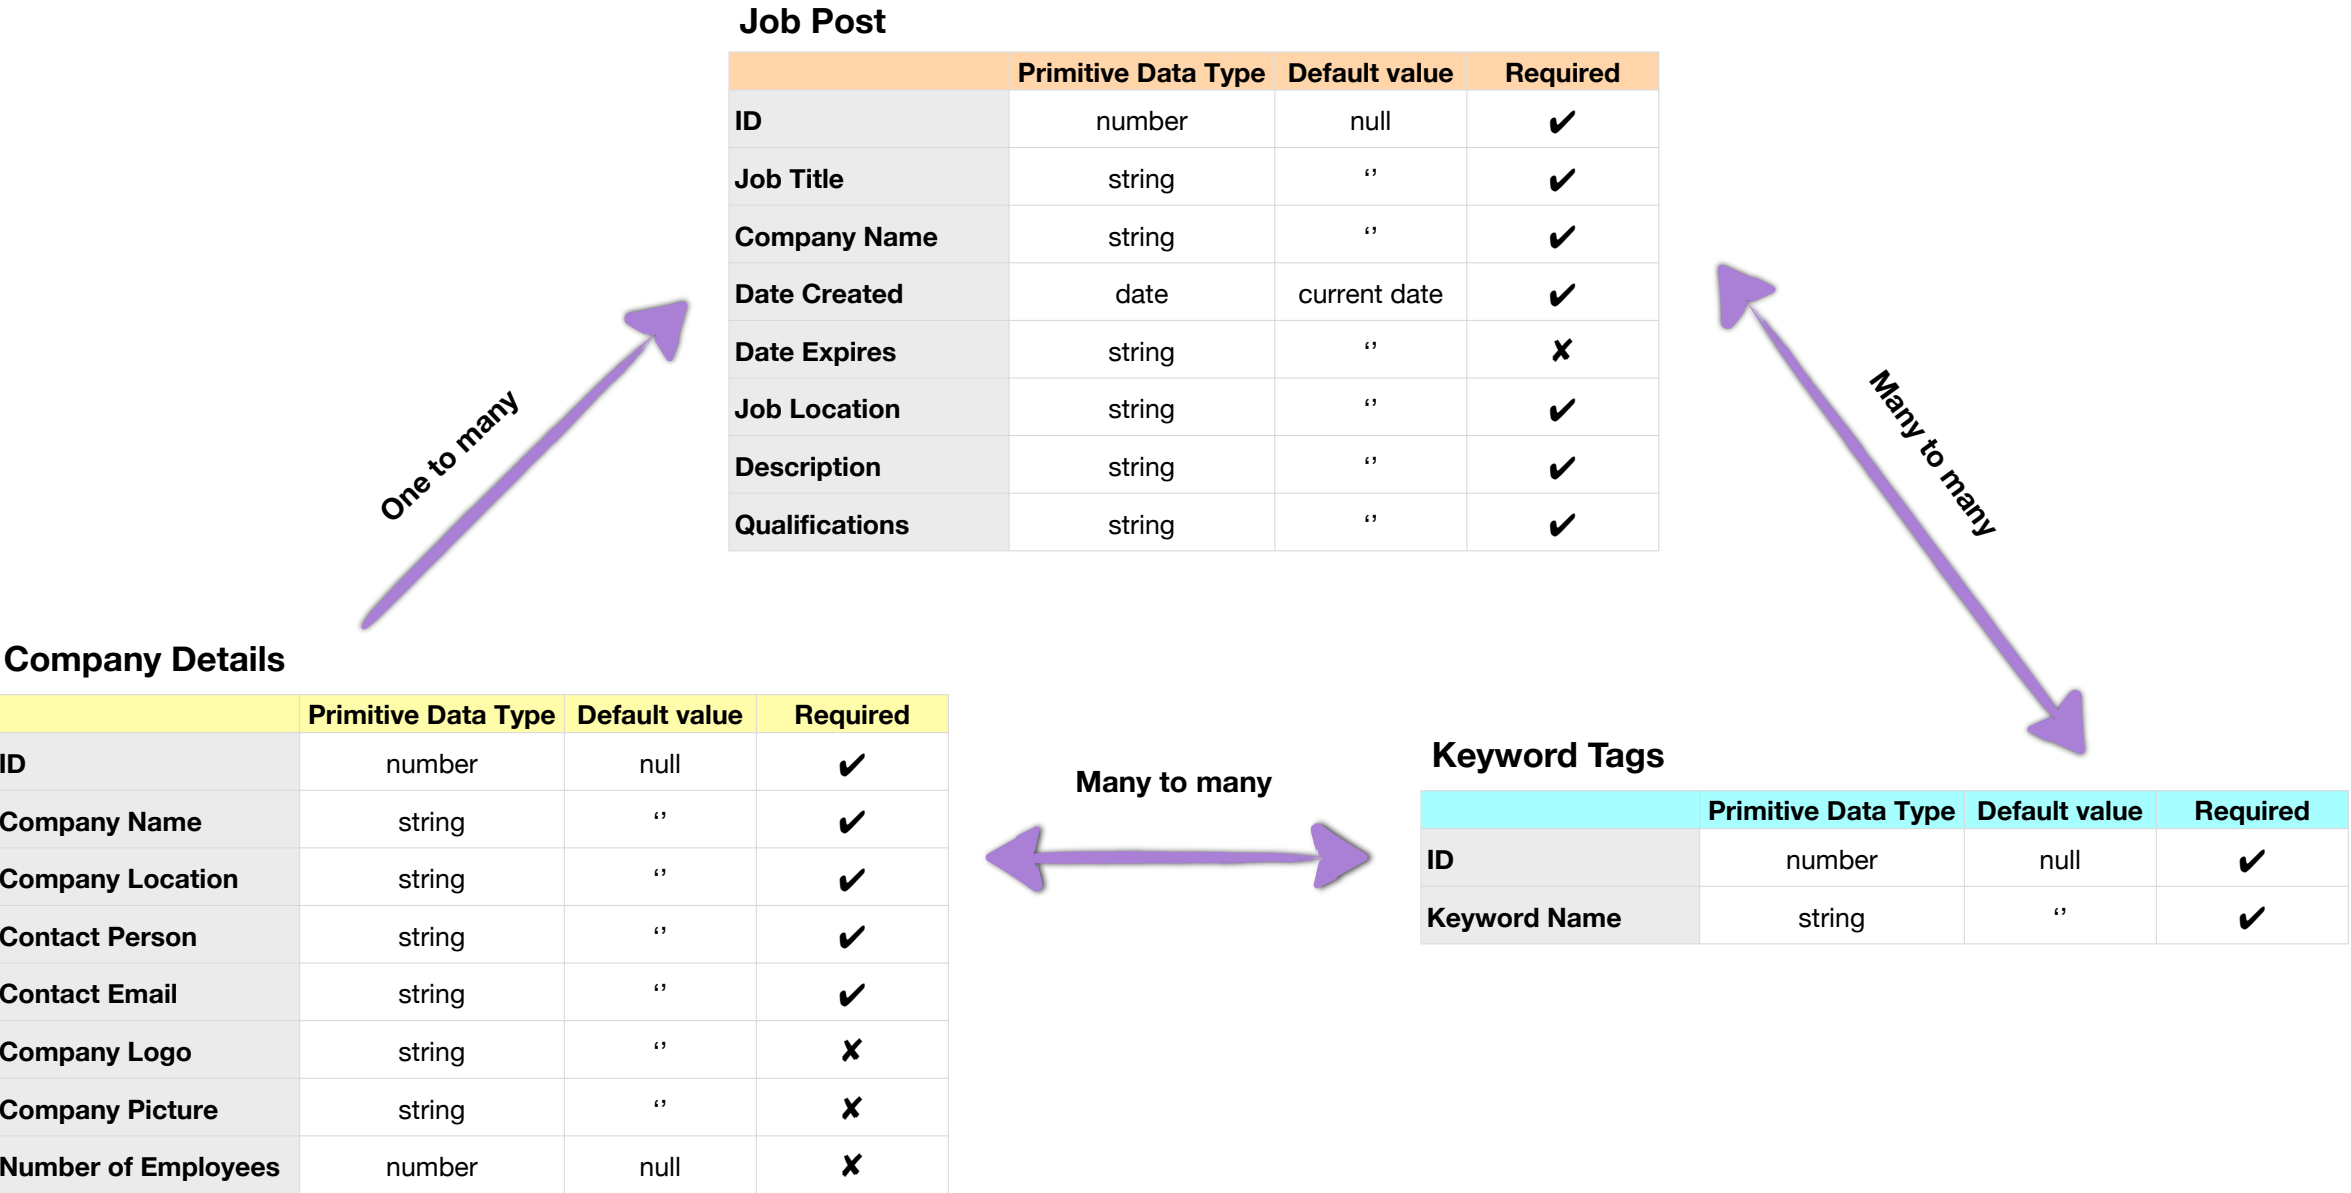 Job Post
Primitive Data Type Default value Required
ID number null ✔
Job Title string ‘’ ✔
Company Name string ‘’ ✔
Date Created date current date ✔
Date Expires string ‘’ ✘
Job Location string ‘’ ✔
Description string ‘’ ✔
Qualifications string ‘’ ✔
One to many
Many to many
Company Details
Primitive Data Type Default value Required
ID number null ✔
Company Name string ‘’ ✔
Company Location string ‘’ ✔
Contact Person string ‘’ ✔
Contact Email string ‘’ ✔
Company Logo string ‘’ ✘
Company Picture string ‘’ ✘
Number of Employees number null ✘
Many to many
Keyword Tags
Primitive Data Type Default value Required
ID number null ✔
Keyword Name string ‘’ ✔